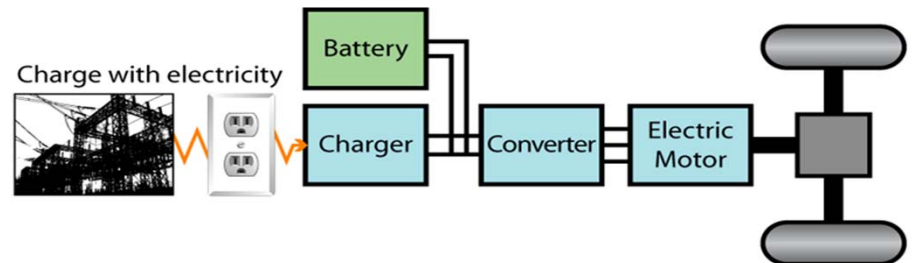 Charge with electricity
Battery
Charger
Converter
Electric
Motor